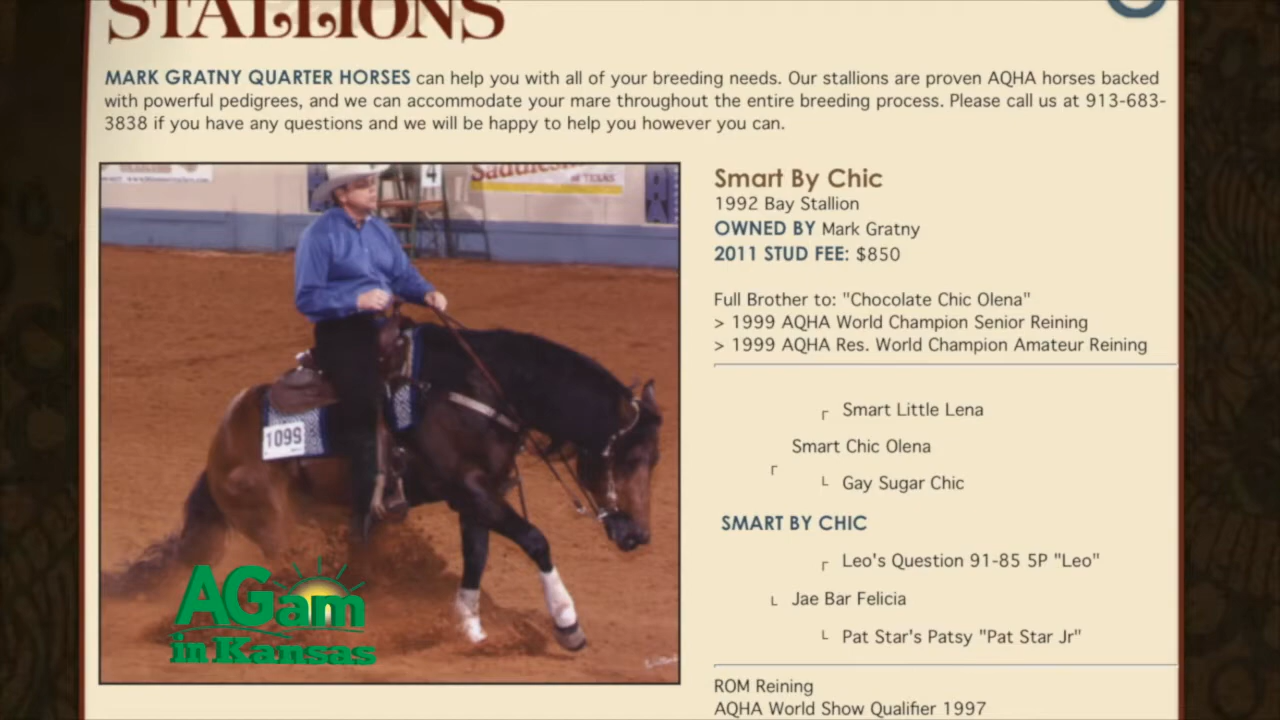 STALLIONS
MARK GRATNY QUARTER HORSES can help you with all of your breeding needs. Our stallions are proven AQHA horses backed
with powerful pedigrees, and we can accommodate your mare throughout the entire breeding process. Please call us at 913-683-
3838 if you have any questions and we will be happy to help you however you can.
4
of TEXAS
1099
AGam
in Kansas
Smart By Chic
1992 Bay Stallion
OWNED BY Mark Gratny
2011 STUD FEE: $850
Full Brother to: "Chocolate Chic Olena"
> 1999 AQHA World Champion Senior Reining
> 1999 AQHA Res. World Champion Amateur Reining
Smart Little Lena
Smart Chic Olena
Gay Sugar Chic
SMART BY CHIC
Leo's Question 91-85 5P "Leo"
Jae Bar Felicia
Pat Star's Patsy "Pat Star Jr"
ROM Reining
AQHA World Show Qualifier 1997